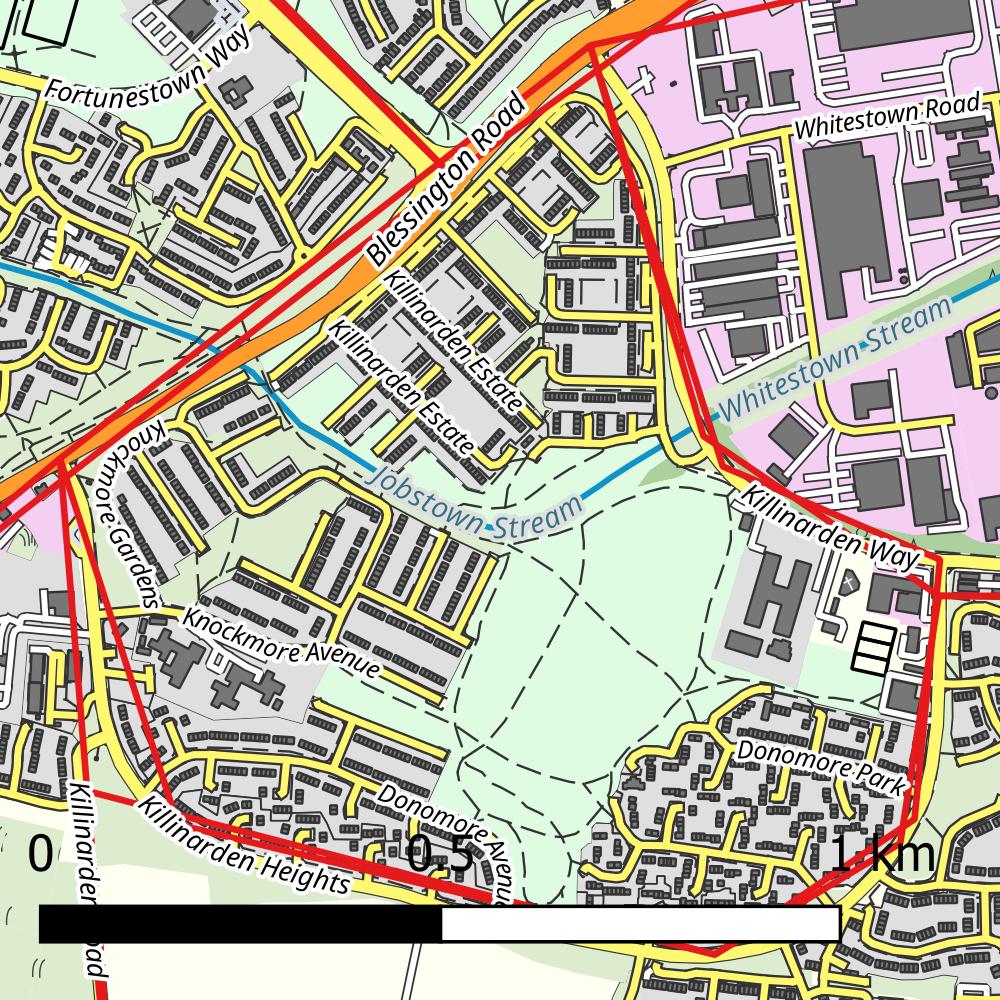 Fortunestown Way
Blessington Road
Whitestown Road
Killinarden Estate
Killinarden Estate
Whitestown Stream
Knockmore Gardens
Jobstown Stream
Killinarden Way
Knockmore Avenue
Donomore Park
Donomore Avenue
Killinarden Heights
Killinarden Road
0 0.5 1 km